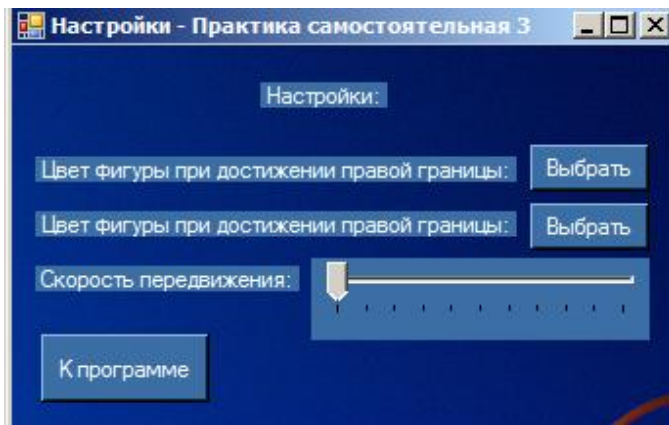 Настройки - Практика самостоятельная 3
Настройки:
Цвет фигуры при достижении правой границы: Выбрать
Цвет фигуры при достижении правой границы: Выбрать
Скорость передвижения:
К программе